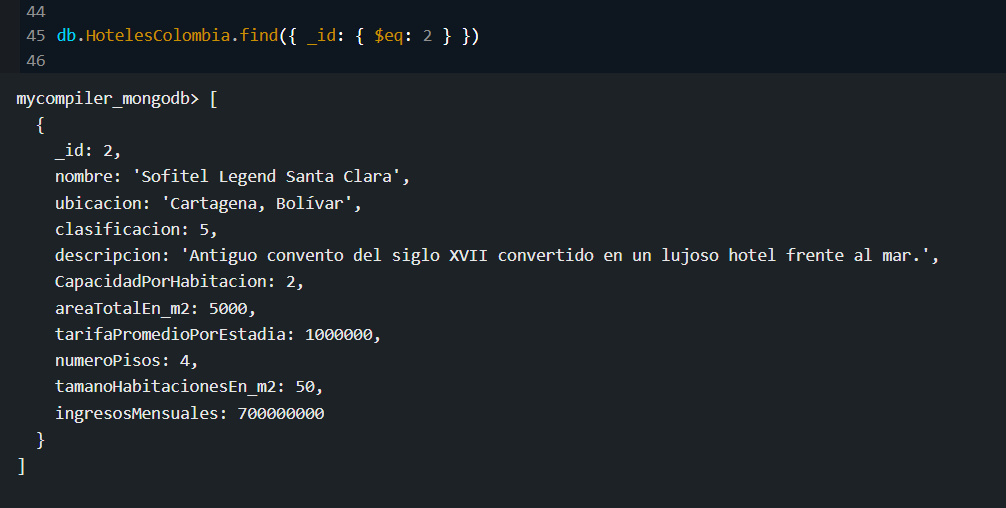 44
45 db.HotelesColombia.find({ _id: { $eq: 2 } })
46
mycompiler_mongodb> [
  {
    _id: 2,
    nombre: 'Sofitel Legend Santa Clara',
    ubicacion: 'Cartagena, Bolívar',
    clasificacion: 5,
    descripcion: 'Antiguo convento del siglo XVII convertido en un lujoso hotel frente al mar.',
    CapacidadPorHabitacion: 2,
    areaTotalEn_m2: 5000,
    tarifaPromedioPorEstadia: 1000000,
    numeroPisos: 4,
    tamanoHabitacionesEn_m2: 50,
    ingresosMensuales: 700000000
  }
]